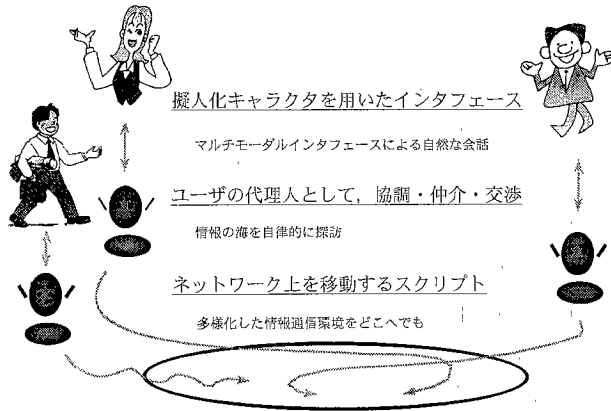 擬人化キャラクタを用いたインタフェース
マルチモーダルインタフェースによる自然な会話
ユーザの代理人として，協調・仲介・交渉
情報の海を自律的に探訪
ネットワーク上を移動するスクリプト
多様化した情報通信環境をどこへでも